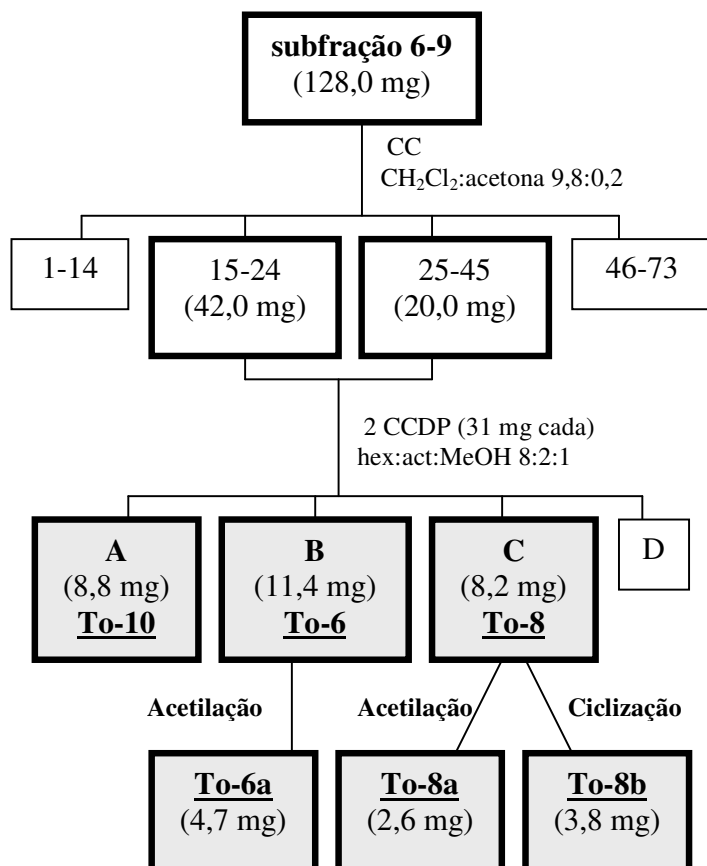 subfração 6-9
(128,0 mg)
CC
CH₂Cl₂:acetona 9,8:0,2
1-14
15-24
(42,0 mg)
25-45
(20,0 mg)
46-73
2 CCDP (31 mg cada)
hex:act:MeOH 8:2:1
A
(8,8 mg)
To-10
B
(11,4 mg)
To-6
C
(8,2 mg)
To-8
D
Acetilação
Acetilação
Ciclização
To-6a
(4,7 mg)
To-8a
(2,6 mg)
To-8b
(3,8 mg)